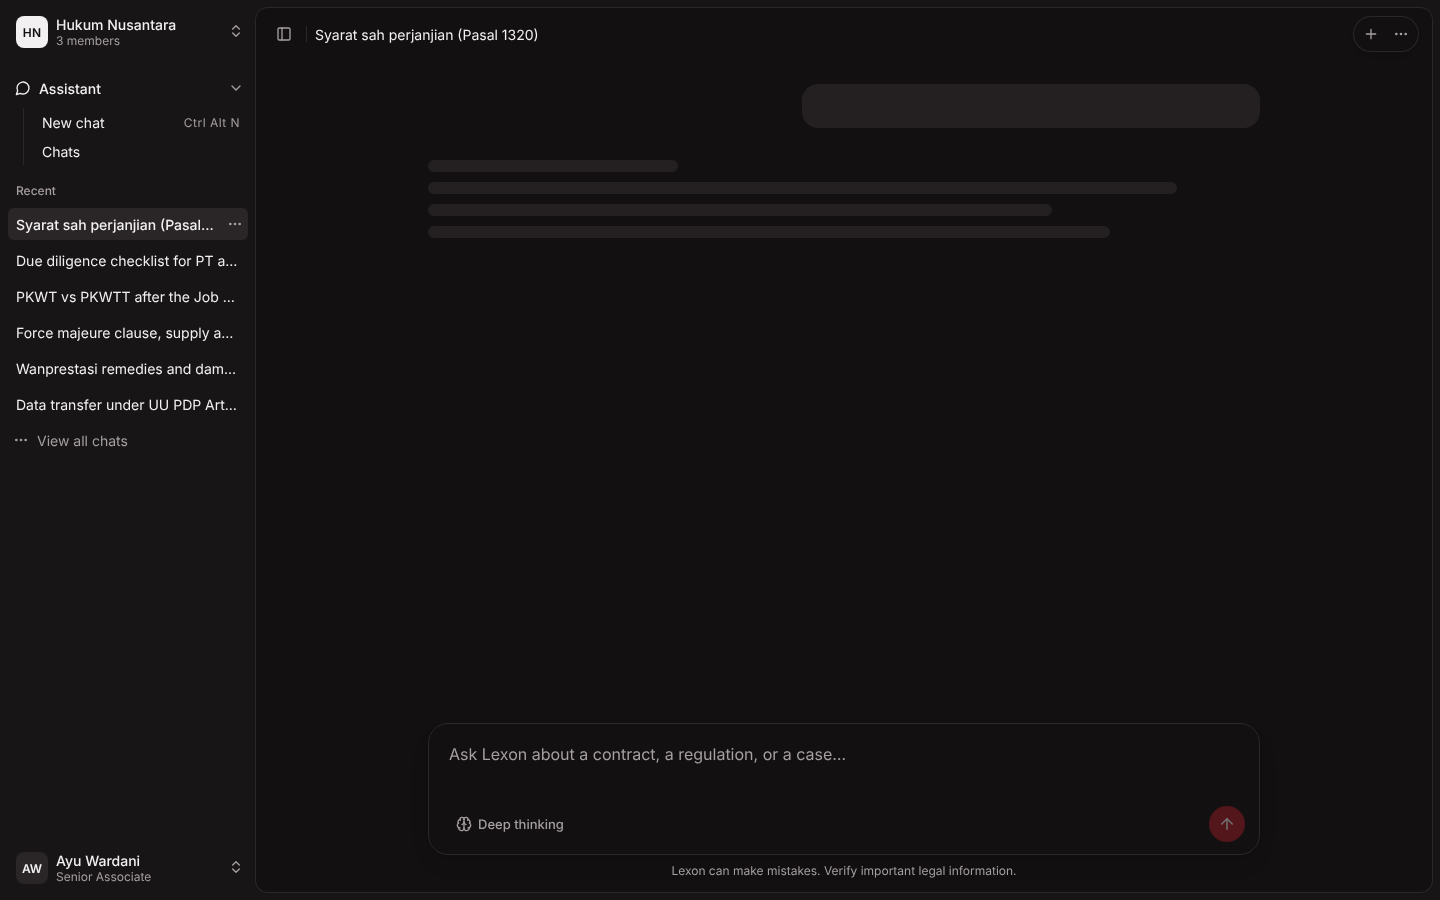 HN
Hukum Nusantara
3 members
Assistant
New chat
Ctrl Alt N
Chats
Recent
Syarat sah perjanjian (Pasal...
Due diligence checklist for PT a...
PKWT vs PKWTT after the Job ...
Force majeure clause, supply a...
Wanprestasi remedies and dam...
Data transfer under UU PDP Art...
View all chats
AW
Ayu Wardani
Senior Associate
Syarat sah perjanjian (Pasal 1320)
Ask Lexon about a contract, a regulation, or a case...
Deep thinking
Lexon can make mistakes. Verify important legal information.